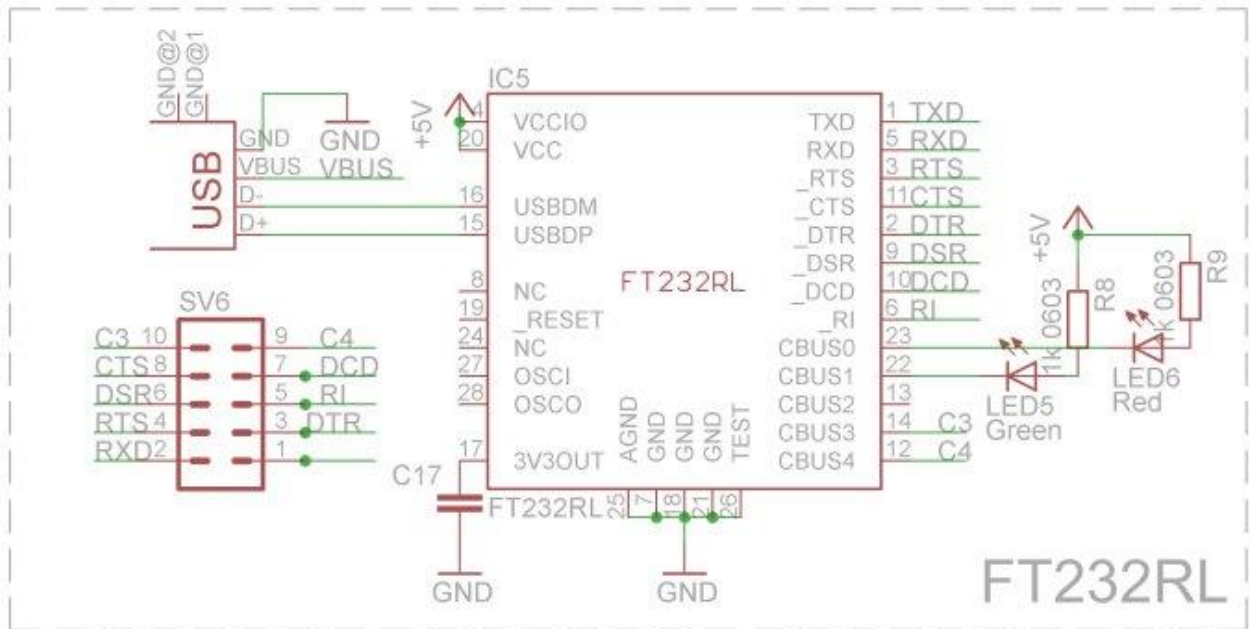 GND@2
GND@1
GND
VBUS
D-
D+
USB
GND
VBUS
+5V
IC5
4
20
16
15
8
19
24
27
28
17
VCCIO
VCC
USBDM
USBDP
NC
_RESET
NC
OSCI
OSCO
3V3OUT
FT232RL
TXD
RXD
_RTS
_CTS
_DTR
_DSR
_DCD
_RI
CBUS0
CBUS1
CBUS2
CBUS3
CBUS4
AGND
GND
GND
GND
TEST
25
7
18
21
26
1 TXD
5 RXD
3 RTS
11 CTS
2 DTR
9 DSR
10 DCD
6 RI
23
22
13
14 C3
12 C4
+5V
1k 0603
R8
1k 0603
R9
LED5
Green
LED6
Red
SV6
C3 10 9 C4
CTS 8 7 DCD
DSR 6 5 RI
RTS 4 3 DTR
RXD 2 1
C17
FT232RL
GND
GND
FT232RL